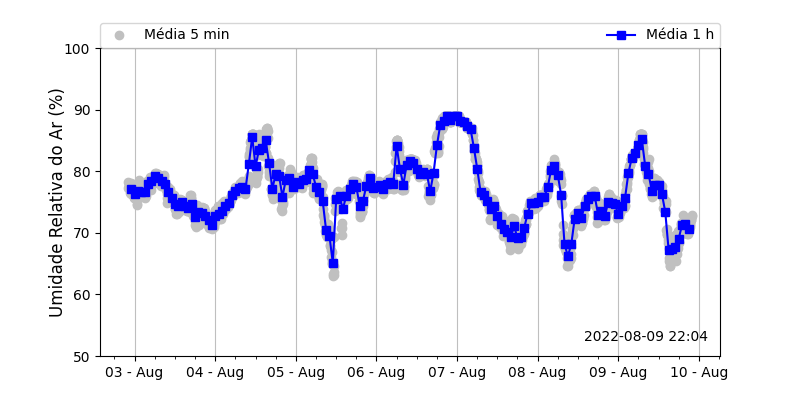 Média 5 min
Média 1 h
100
90
80
70
60
50
Umidade Relativa do Ar (%)
2022-08-09 22:04
03 - Aug
04 - Aug
05 - Aug
06 - Aug
07 - Aug
08 - Aug
09 - Aug
10 - Aug